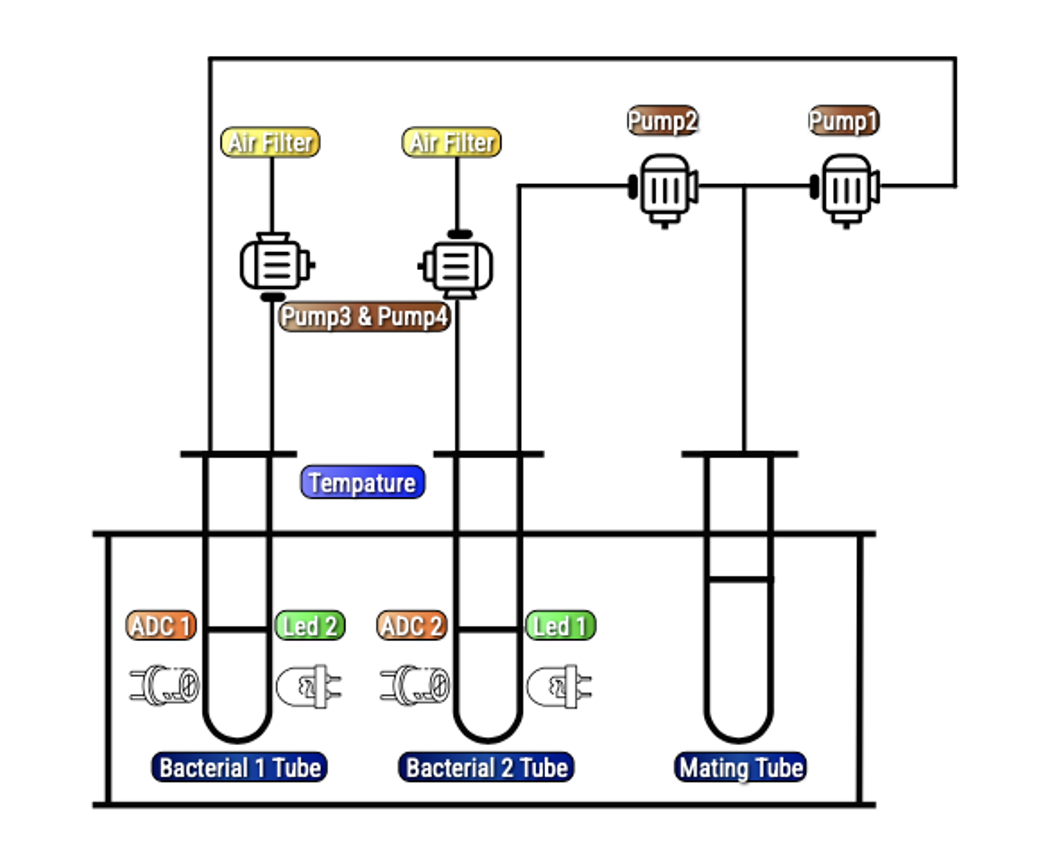 Pump2
Pump1
Air Filter
Air Filter
Pump3 & Pump4
Tempature
ADC 1
Led 2
ADC 2
Led 1
Bacterial 1 Tube
Bacterial 2 Tube
Mating Tube